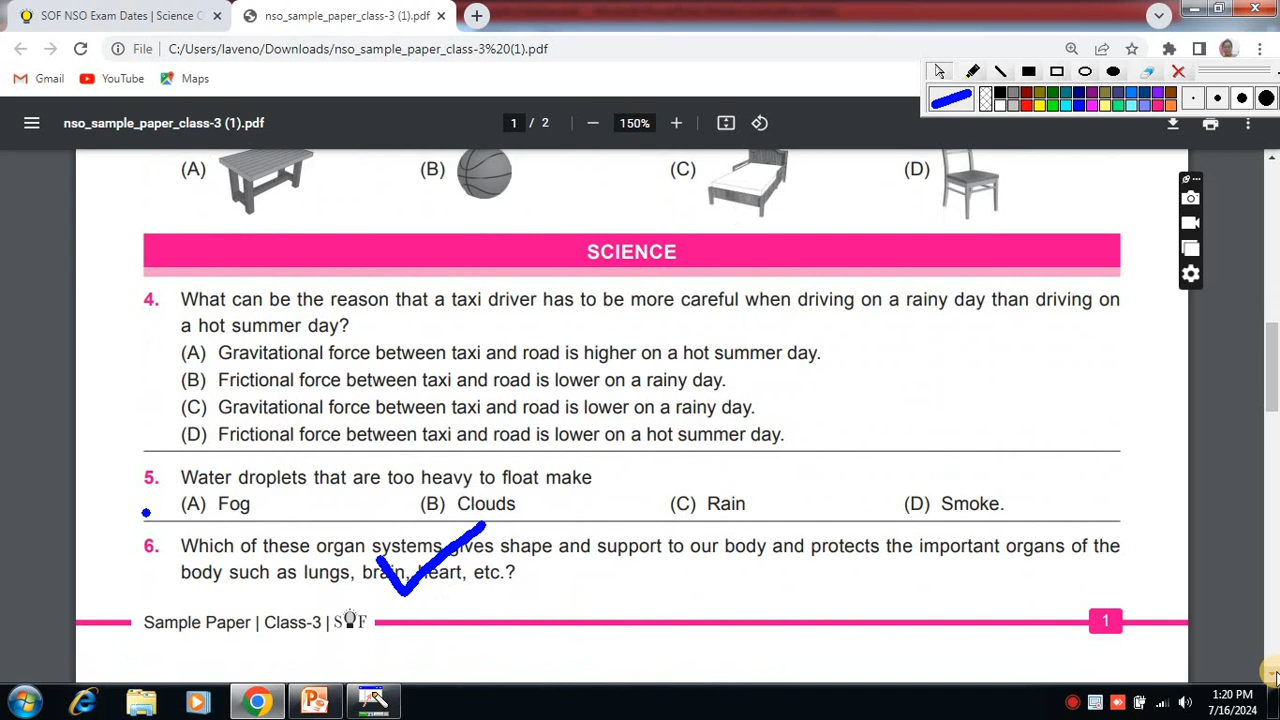 SOF NSO Exam Dates | Science C
nso_sample_paper_class-3 (1).pdf
File C:/Users/laveno/Downloads/nso_sample_paper_class-3%20(1).pdf
Gmail YouTube Maps
nso_sample_paper_class-3 (1).pdf 1 / 2 150%
(A) (B) (C) (D)
SCIENCE
4. What can be the reason that a taxi driver has to be more careful when driving on a rainy day than driving on
a hot summer day?
(A) Gravitational force between taxi and road is higher on a hot summer day.
(B) Frictional force between taxi and road is lower on a rainy day.
(C) Gravitational force between taxi and road is lower on a rainy day.
(D) Frictional force between taxi and road is lower on a hot summer day.
5. Water droplets that are too heavy to float make
(A) Fog (B) Clouds (C) Rain (D) Smoke.
6. Which of these organ systems gives shape and support to our body and protects the important organs of the
body such as lungs, brain, heart, etc.?
Sample Paper | Class-3 | SOF 1
1:20 PM
7/16/2024